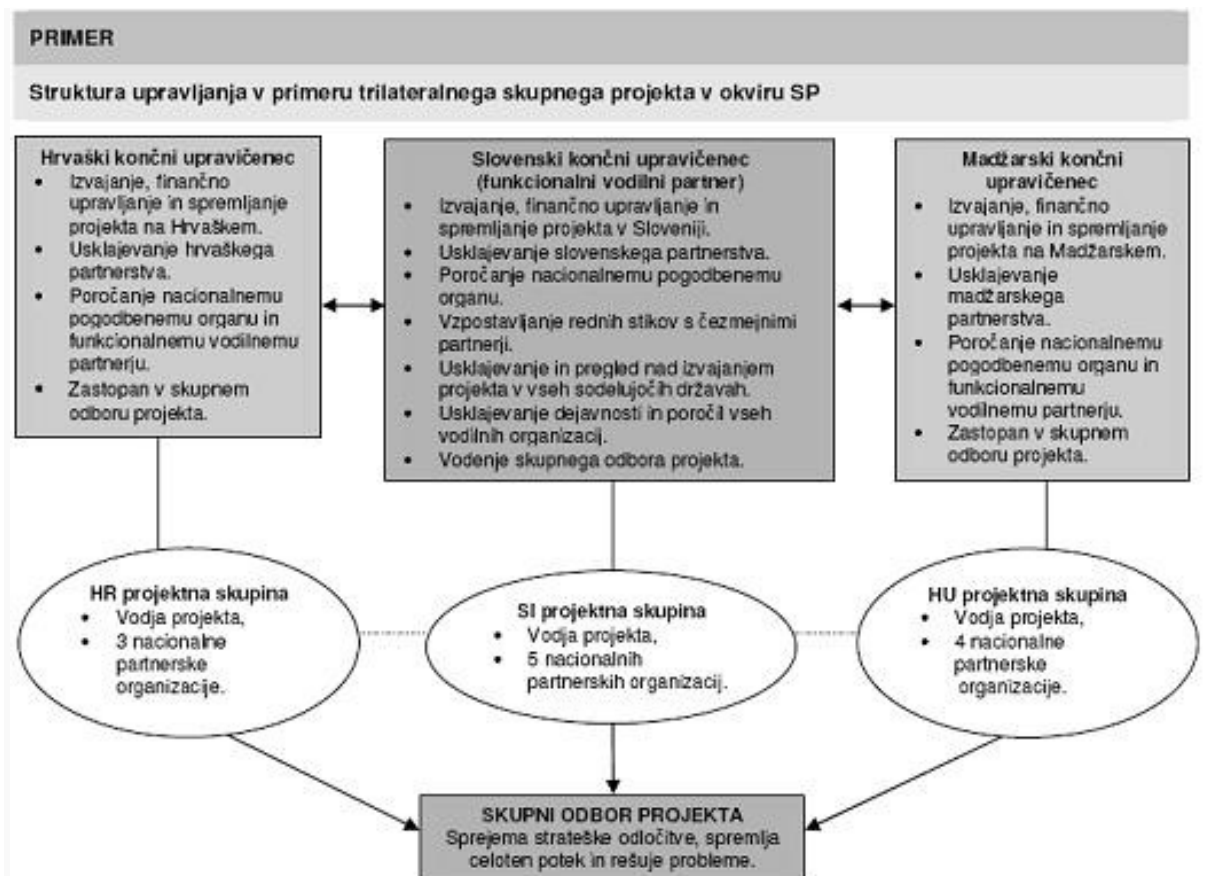 PRIMER
Struktura upravljanja v primeru trilateralnega skupnega projekta v okviru SP
Hrvaški končni upravičenec
• Izvajanje, finančno
upravljanje in spremljanje
projekta na Hrvaškem.
• Usklajevanje hrvaškega
partnerstva.
• Poročanje nacionalnemu
pogodbenemu organu in
funkcionalnemu vodilnemu
partnerju.
• Zastopan v skupnem
odboru projekta.
Slovenski končni upravičenec
(funkcionalni vodilni partner)
• Izvajanje, finančno upravljanje in
spremljanje projekta v Sloveniji.
• Usklajevanje slovenskega partnerstva.
• Poročanje nacionalnemu pogodbenemu
organu.
• Vzpostavljanje rednih stikov s čezmejnimi
partnerji.
• Usklajevanje in pregled nad izvajanjem
projekta v vseh sodelujočih državah.
• Usklajevanje dejavnosti in poročil vseh
vodilnih organizacij.
• Vodenje skupnega odbora projekta.
Madžarski končni
upravičenec
• Izvajanje, finančno
upravljanje in spremljanje
projekta na Madžarskem.
• Usklajevanje
madžarskega
partnerstva.
• Poročanje nacionalnemu
pogodbenemu organu in
funkcionalnemu
vodilnemu partnerju.
• Zastopan v skupnem
odboru projekta.
HR projektna skupina
• Vodja projekta,
• 3 nacionalne
partnerske
organizacije.
SI projektna skupina
• Vodja projekta,
• 5 nacionalnih
partnerskih organizacij.
HU projektna skupina
• Vodja projekta,
• 4 nacionalne
partnerske
organizacije.
SKUPNI ODBOR PROJEKTA
Sprejema strateške odločitve, spremlja
celoten potek in rešuje probleme.